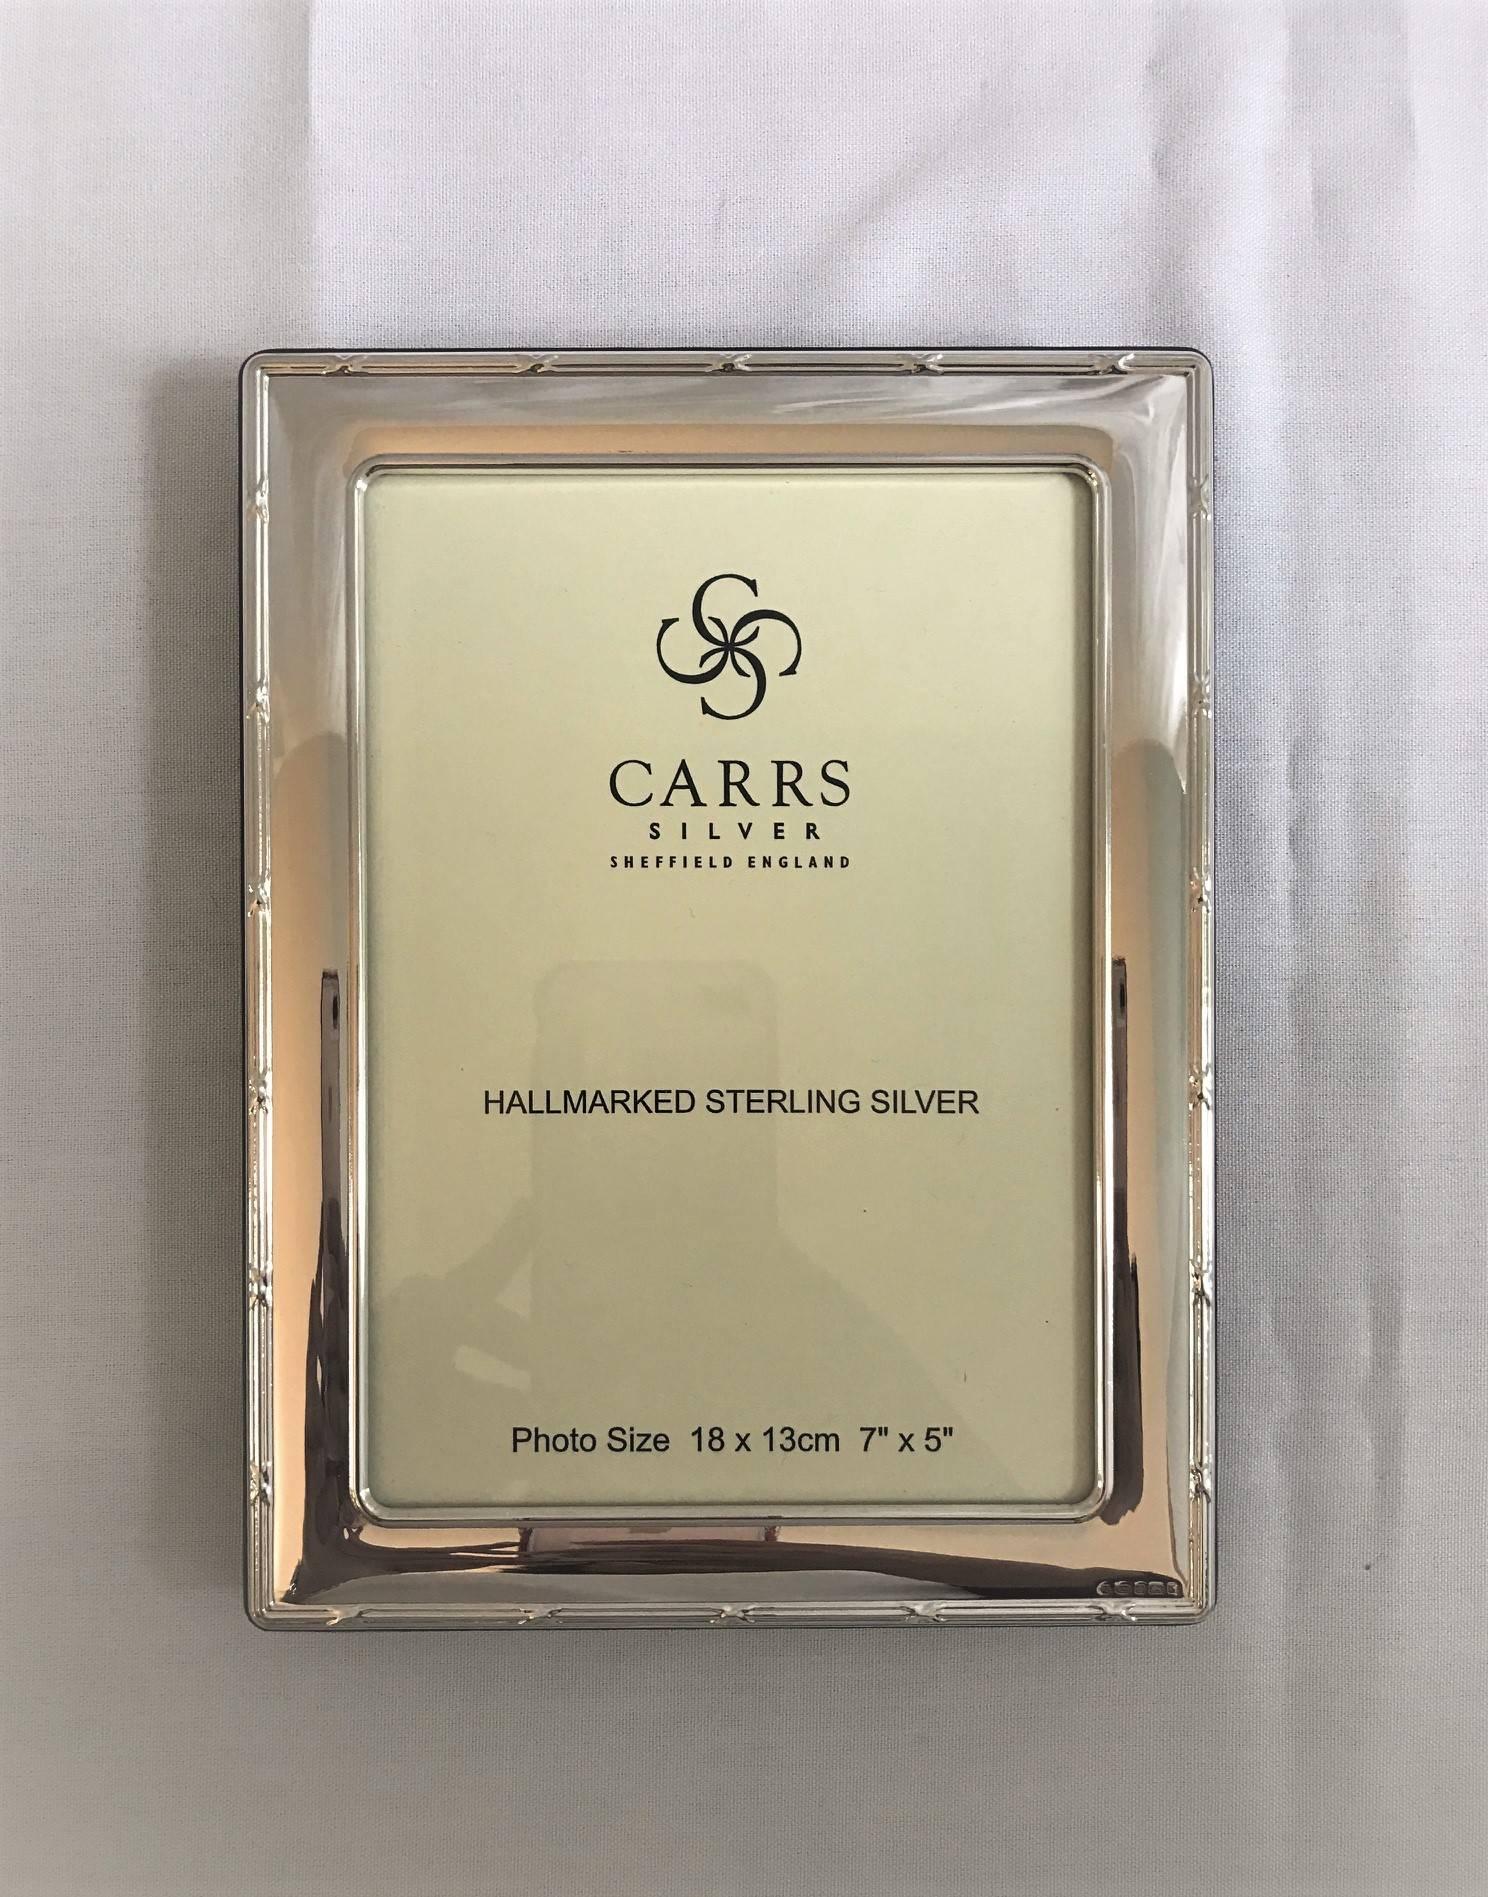 CARRS
SILVER
SHEFFIELD ENGLAND
HALLMARKED STERLING SILVER
Photo Size 18 x 13cm 7" x 5"